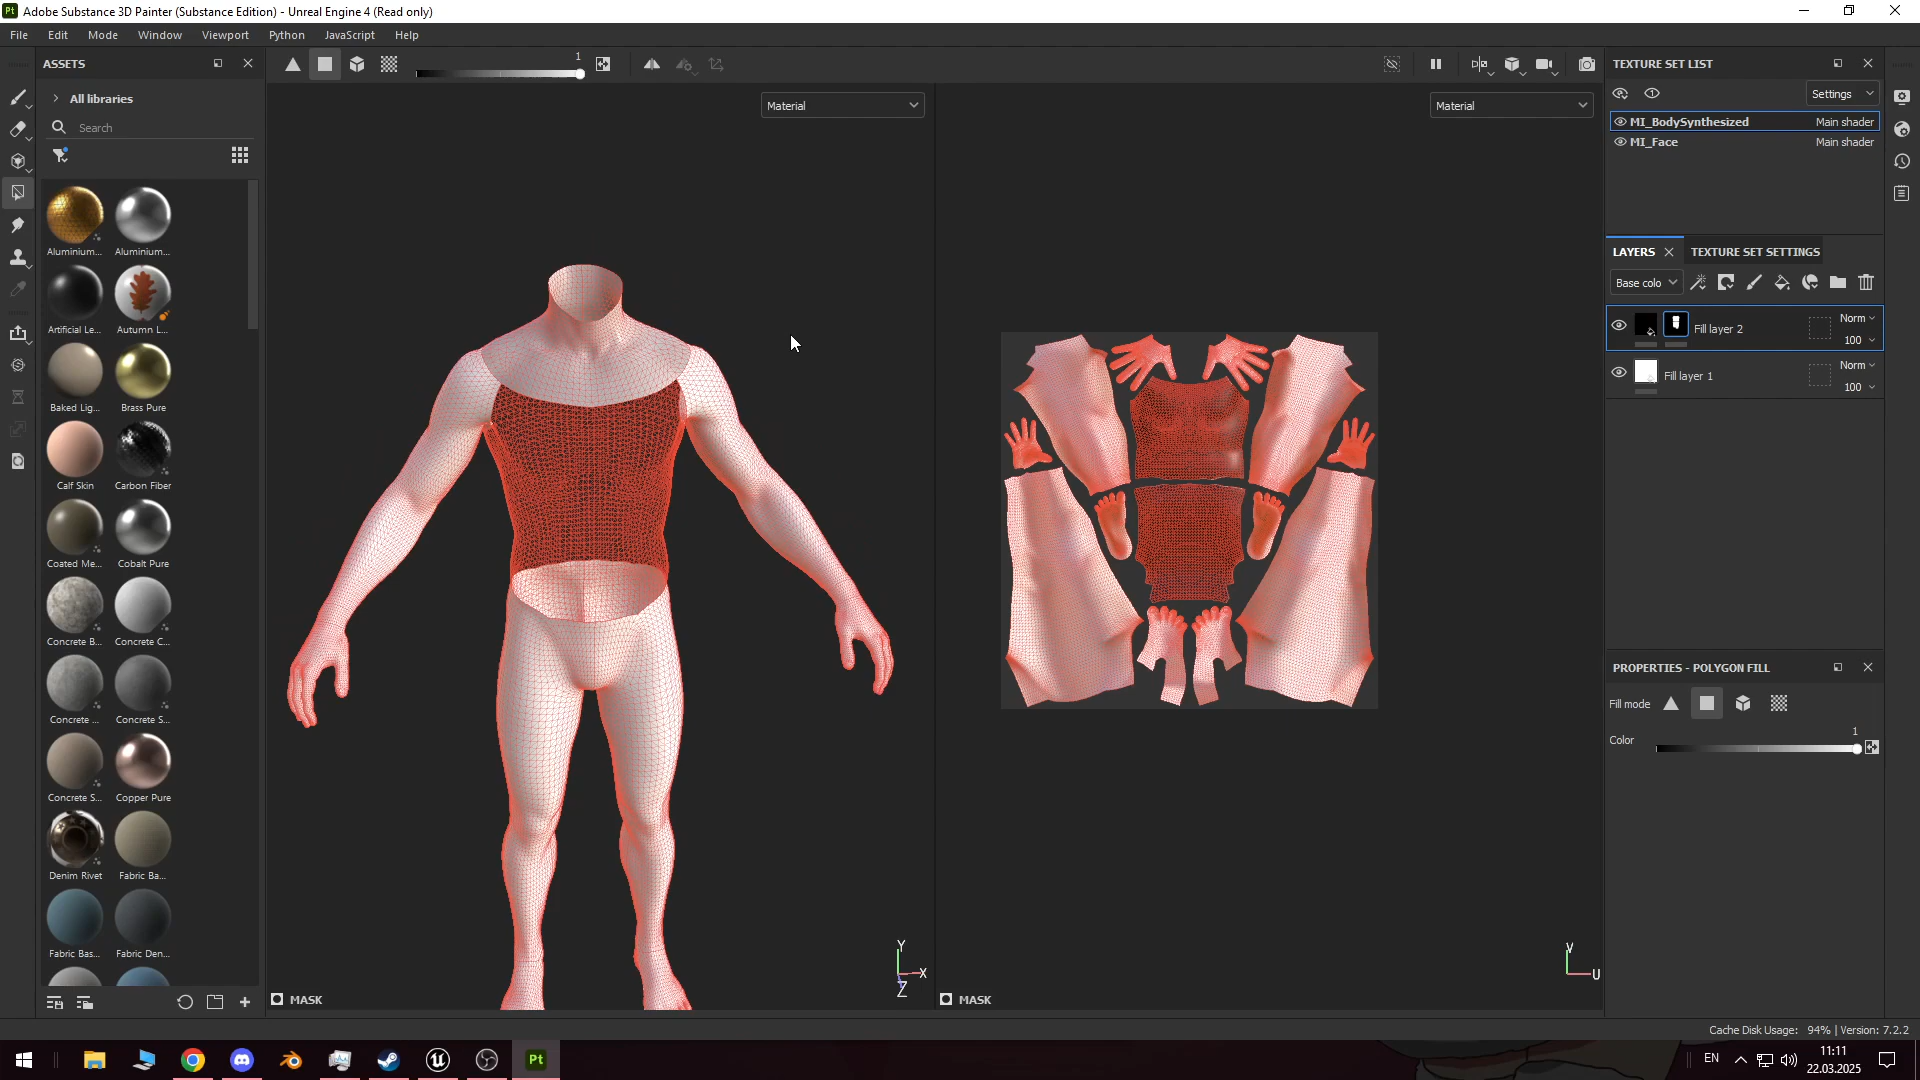 Adobe Substance 3D Painter (Substance Edition) - Unreal Engine 4 (Read only)
File Edit Mode Window Viewport Python JavaScript Help
ASSETS
All libraries
Search
Aluminium...
Aluminium...
Artificial Le...
Autumn L...
Baked Lig...
Brass Pure
Calf Skin
Carbon Fiber
Coated Me...
Cobalt Pure
Concrete B...
Concrete C...
Concrete ...
Concrete S...
Concrete S...
Copper Pure
Denim Rivet
Fabric Ba...
Fabric Bas...
Fabric Den...
1
Material
Y
X
Z
MASK
Material
V
U
MASK
TEXTURE SET LIST
Settings
MI_BodySynthesized Main shader
MI_Face Main shader
LAYERS
TEXTURE SET SETTINGS
Base colo
Fill layer 2
Norm
100
Fill layer 1
Norm
100
PROPERTIES - POLYGON FILL
Fill mode
Color
1
Cache Disk Usage: 94% | Version: 7.2.2
Pt
EN
11:11
22.03.2025